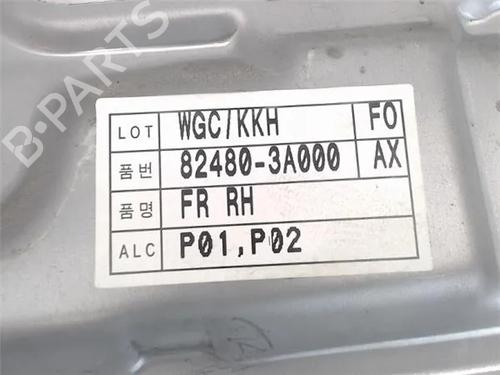 B-PARTS
LOT WGC/KKH FO
품번 82480-3A000 AX
품명 FR RH
ALC P01,P02